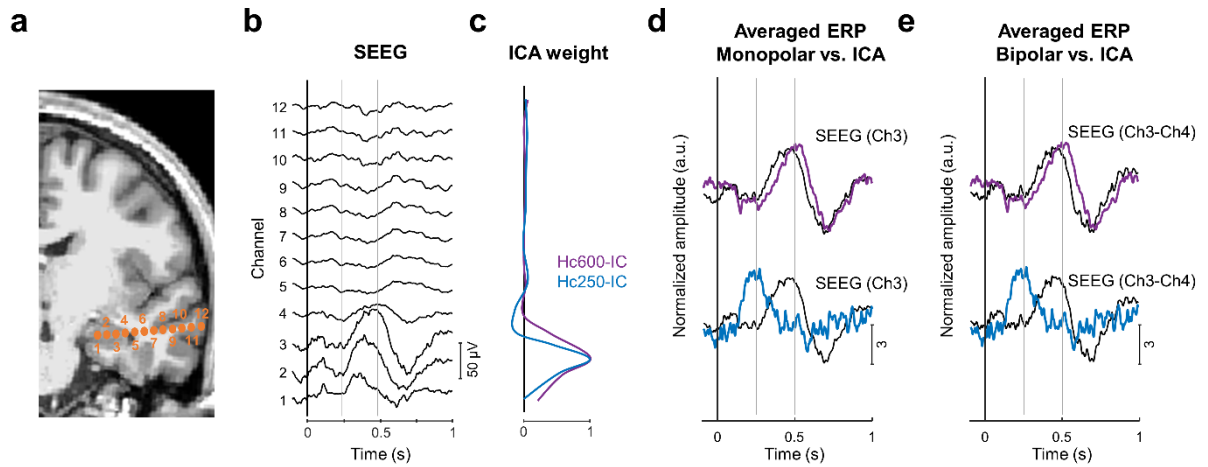 a
2 4 6 8 10 12
1 3 5 7 9 11
b
SEEG
Channel
12
11
10
9
8
7
6
5
4
3
2
1
50 µV
0 0.5 1
Time (s)
c
ICA weight
Hc600-IC
Hc250-IC
0 1
d
Averaged ERP
Monopolar vs. ICA
Normalized amplitude (a.u.)
SEEG (Ch3)
SEEG (Ch3)
3
0 0.5 1
Time (s)
e
Averaged ERP
Bipolar vs. ICA
Normalized amplitude (a.u.)
SEEG (Ch3-Ch4)
SEEG (Ch3-Ch4)
3
0 0.5 1
Time (s)